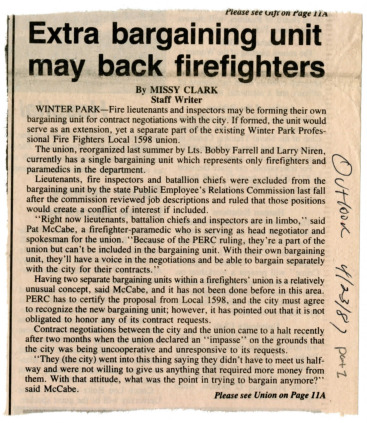 Please see Gift on Page 11A
Extra bargaining unit
may back firefighters
By MISSY CLARK
Staff Writer
WINTER PARK—Fire lieutenants and inspectors may be forming their own
bargaining unit for contract negotiations with the city. If formed, the unit would
serve as an extension, yet a separate part of the existing Winter Park Profes-
sional Fire Fighters Local 1598 union.
The union, reorganized last summer by Lts. Bobby Farrell and Larry Niren,
currently has a single bargaining unit which represents only firefighters and
paramedics in the department.
Lieutenants, fire inspectors and batallion chiefs were excluded from the
bargaining unit by the state Public Employee's Relations Commission last fall
after the commission reviewed job descriptions and ruled that those positions
would create a conflict of interest if included.
"Right now lieutenants, battalion chiefs and inspectors are in limbo," said
Pat McCabe, a firefighter-paramedic who is serving as head negotiator and
spokesman for the union. "Because of the PERC ruling, they're a part of the
union but can't be included in the bargaining unit. With their own bargaining
unit, they'll have a voice in the negotiations and be able to bargain separately
with the city for their contracts."
Having two separate bargaining units within a firefighters' union is a relatively
unusual concept, said McCabe, and it has not been done before in this area.
PERC has to certify the proposal from Local 1598, and the city must agree
to recognize the new bargaining unit; however, it has pointed out that it is not
obligated to honor any of its contract requests.
Contract negotiations between the city and the union came to a halt recently
after two months when the union declared an "impasse" on the grounds that
the city was being uncooperative and unresponsive to its requests.
"They (the city) went into this thing saying they didn't have to meet us half-
way and were not willing to give us anything that required more money from
them. With that attitude, what was the point in trying to bargain anymore?"
said McCabe.
Please see Union on Page 11A
Outlook 4/23/87 part 1